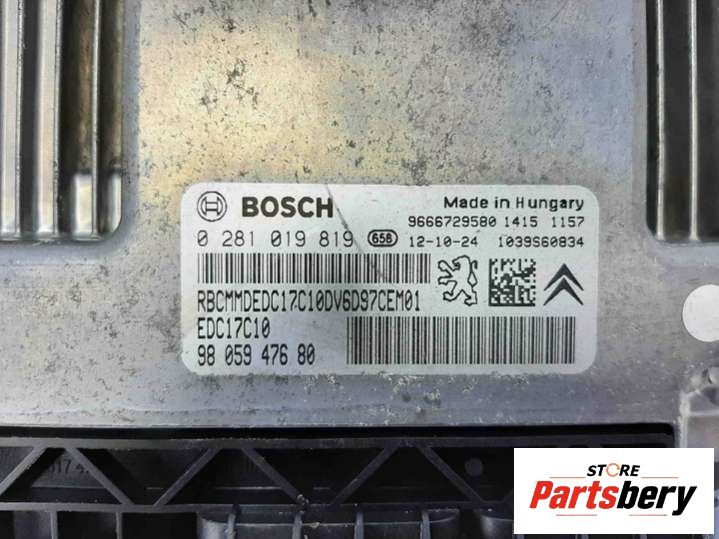 BOSCH Made in Hungary
9666729580 1415 1157
0 281 019 819 658 12-10-24 1039S60834
RBCMMDEDC17C10DV6D97CEM01
EDC17C10
98 059 476 80
STORE
Partsbery